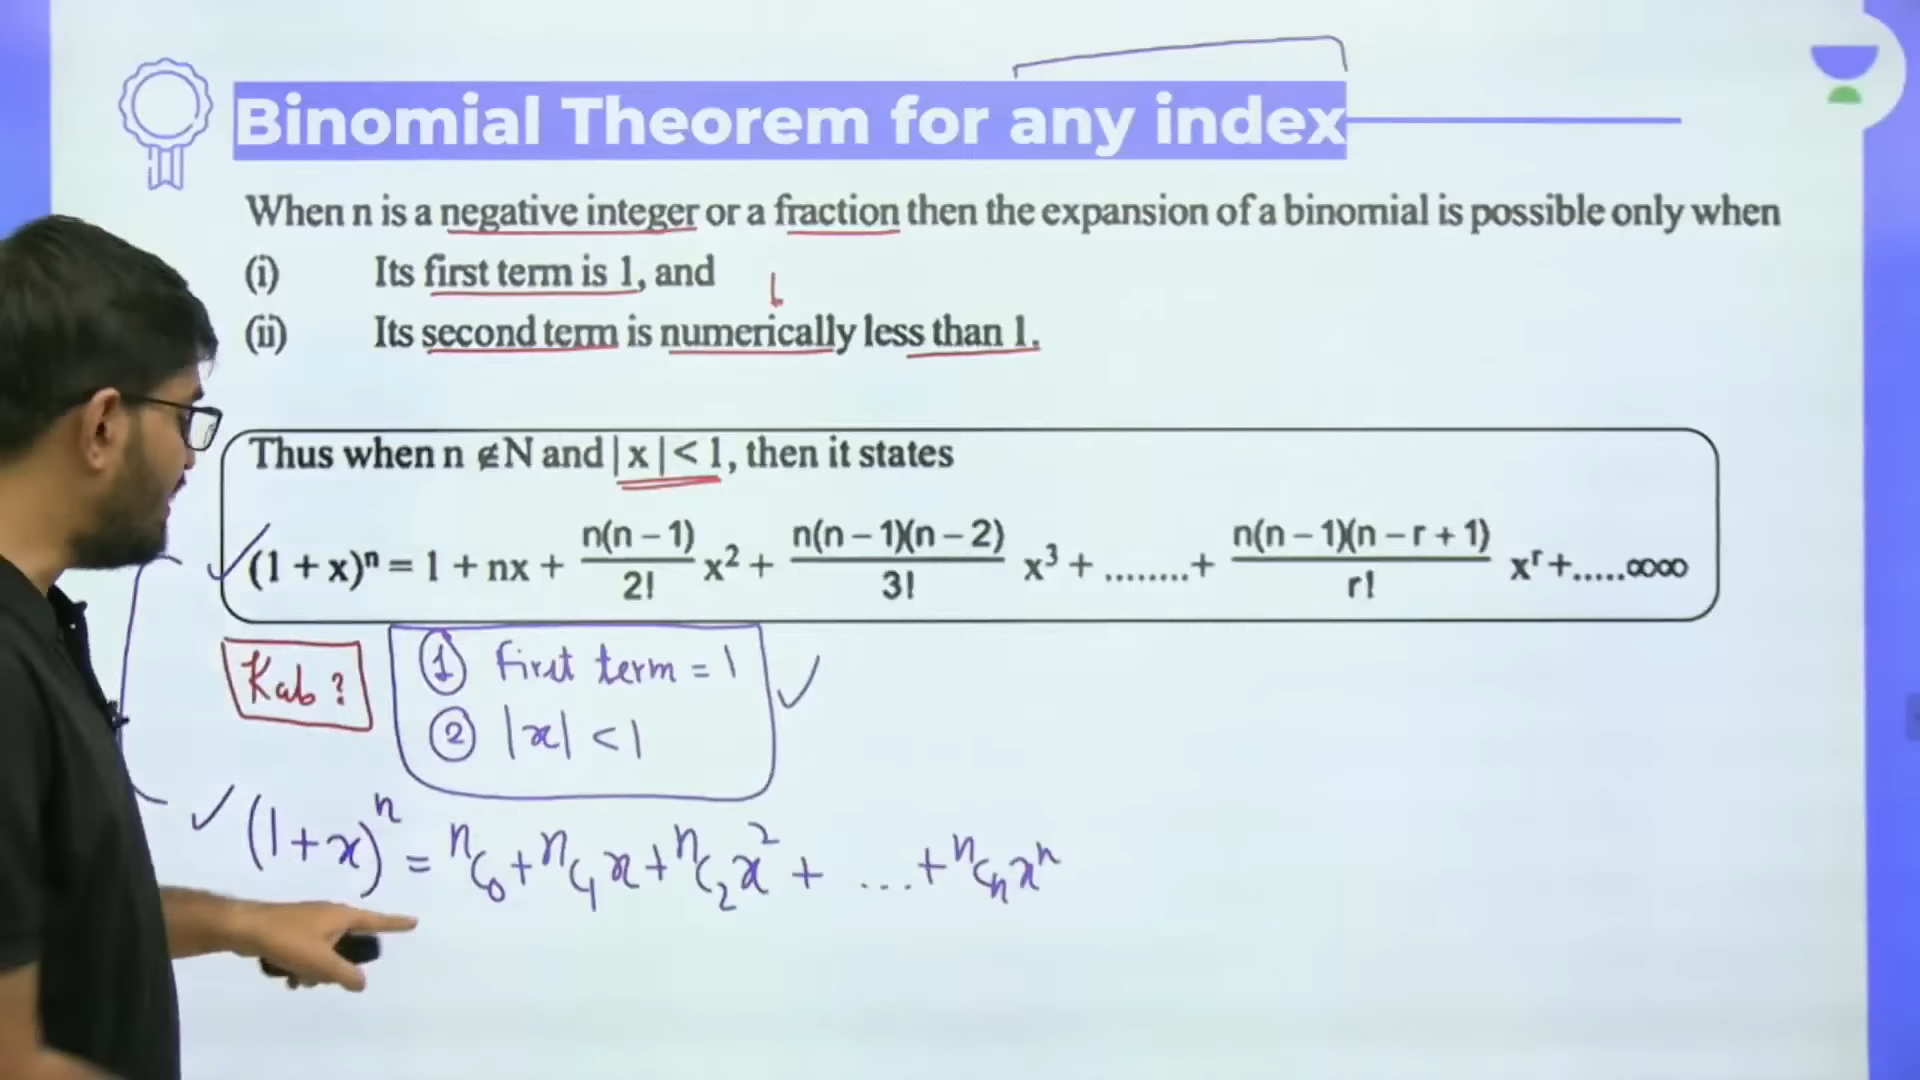 Binomial Theorem for any index
When n is a negative integer or a fraction then the expansion of a binomial is possible only when
(i) Its first term is 1, and
(ii) Its second term is numerically less than 1.
Thus when n ∉ N and | x | < 1, then it states
(1 + x)ⁿ = 1 + nx + n(n – 1)/2! x² + n(n – 1)(n – 2)/3! x³ + ........+ n(n – 1)(n – r + 1)/r! xʳ +.....∞∞
Kab ?
① First term = 1
② |x| < 1
(1+x)ⁿ = ⁿC₀ + ⁿC₁x + ⁿC₂x² + ... + ⁿCₙxⁿ